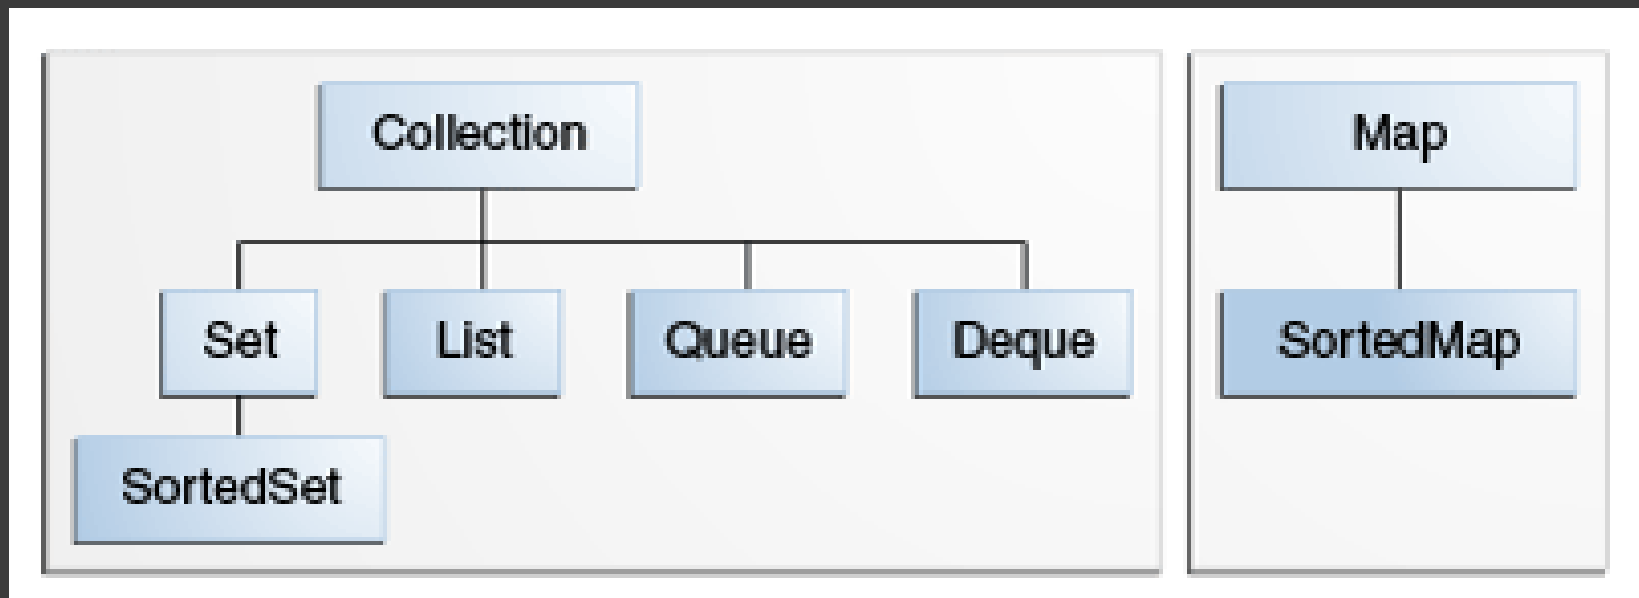 Collection
Map
Set
List
Queue
Deque
SortedMap
SortedSet